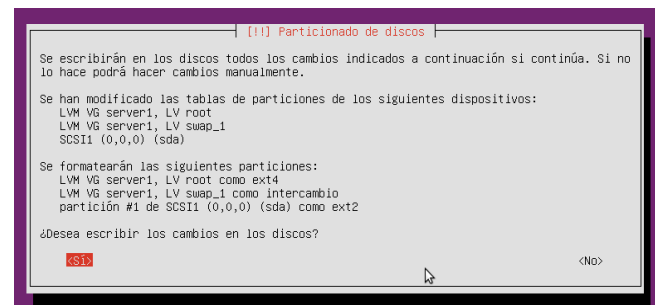 [!!] Particionado de discos
Se escribirán en los discos todos los cambios indicados a continuación si continúa. Si no
lo hace podrá hacer cambios manualmente.
Se han modificado las tablas de particiones de los siguientes dispositivos:
LVM VG server1, LV root
LVM VG server1, LV swap_1
SCSI1 (0,0,0) (sda)
Se formatearán las siguientes particiones:
LVM VG server1, LV root como ext4
LVM VG server1, LV swap_1 como intercambio
partición #1 de SCSI1 (0,0,0) (sda) como ext2
¿Desea escribir los cambios en los discos?
<Sí> <No>